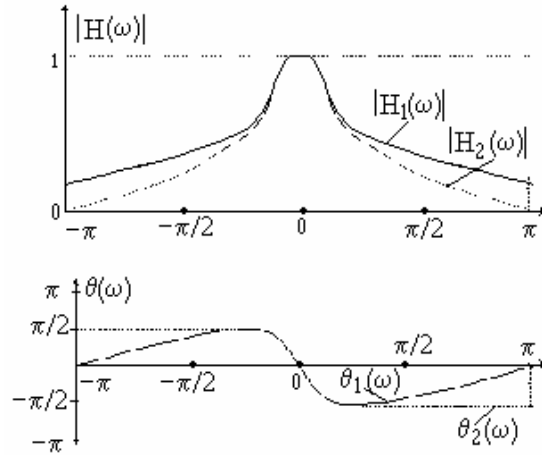 |H(ω)|
1
|H₁(ω)|
|H₂(ω)|
0
-π -π/2 0 π/2 π
π θ(ω)
π/2
π/2 π
-π -π/2 0 θ₁(ω)
-π/2
θ₂(ω)
-π